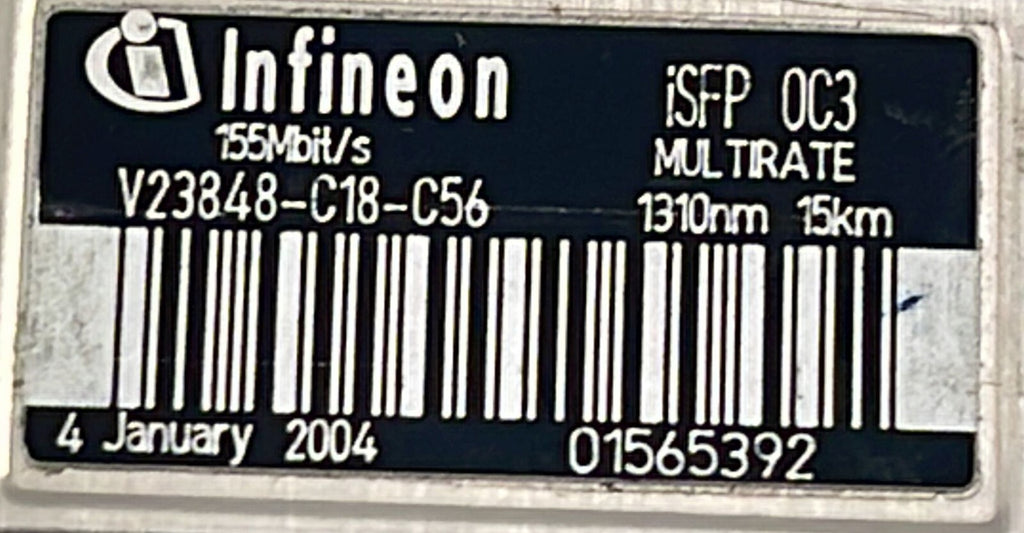 Infineon
155Mbit/s
V23848-C18-C56
iSFP OC3
MULTIRATE
1310nm 15km
4 January 2004
01565392